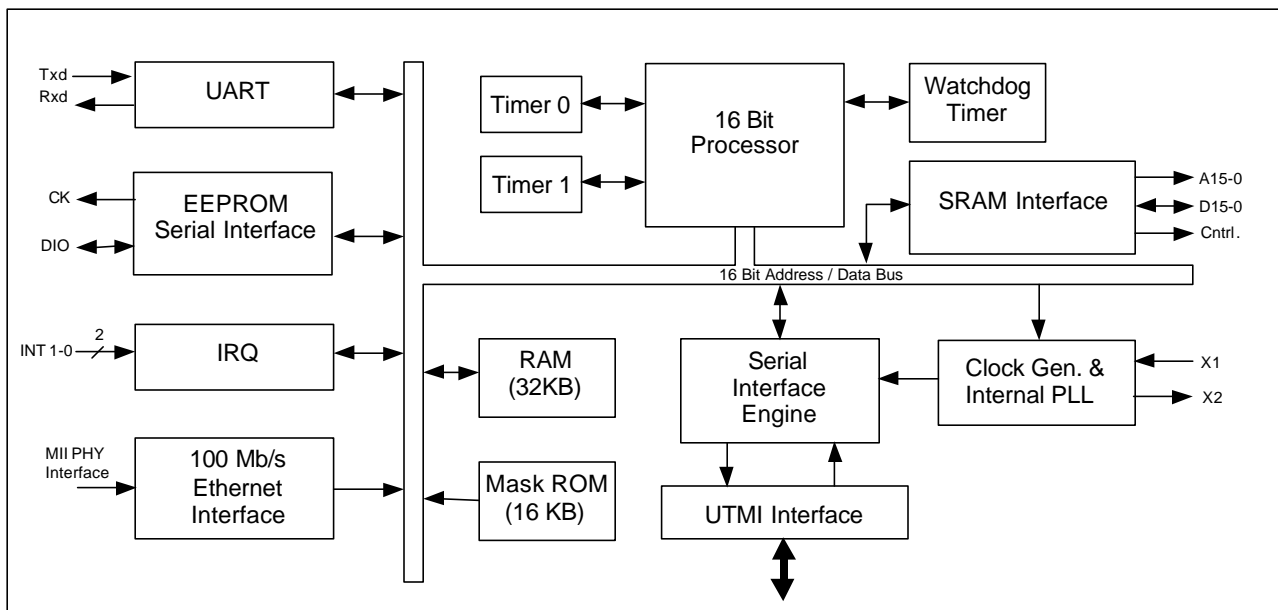 Txd
Rxd
UART
Timer 0
Timer 1
16 Bit
Processor
Watchdog
Timer
CK
DIO
EEPROM
Serial Interface
SRAM Interface
A15-0
D15-0
Cntrl.
16 Bit Address / Data Bus
INT 1-0
2
IRQ
RAM
(32KB)
Serial
Interface
Engine
Clock Gen. &
Internal PLL
X1
X2
MII PHY
Interface
100 Mb/s
Ethernet
Interface
Mask ROM
(16 KB)
UTMI Interface